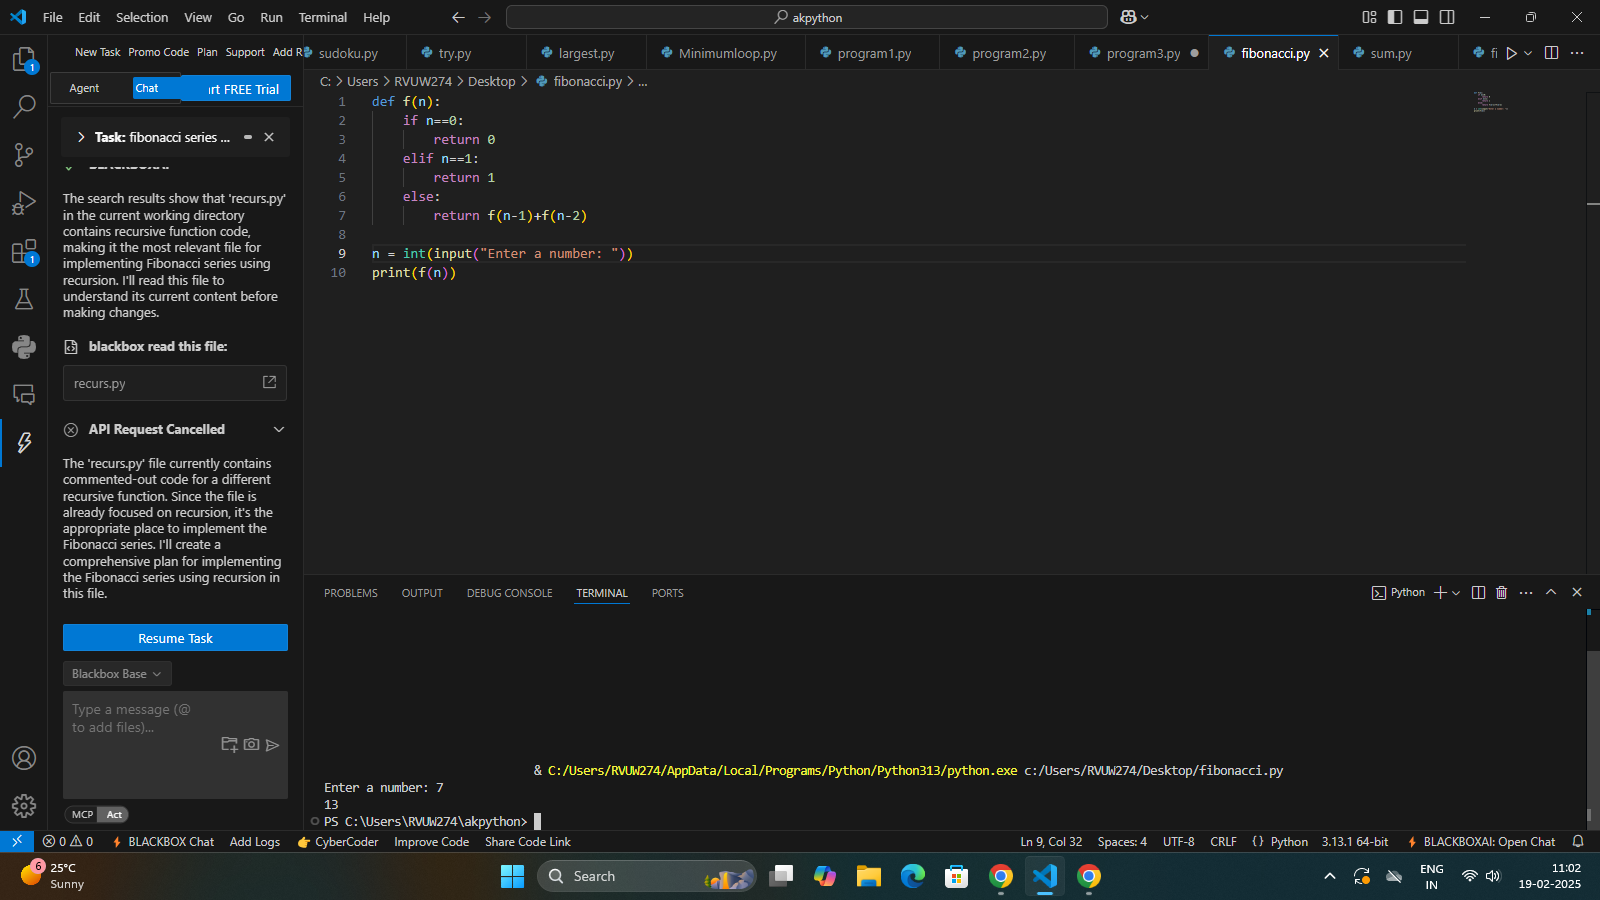 File Edit Selection View Go Run Terminal Help
akpython
New Task Promo Code Plan Support Add R
sudoku.py try.py largest.py Minimumloop.py program1.py program2.py program3.py fibonacci.py sum.py fi
Agent Chat rt FREE Trial
C: > Users > RVUW274 > Desktop > fibonacci.py > ...
1 def f(n):
2 if n==0:
3 return 0
4 elif n==1:
5 return 1
6 else:
7 return f(n-1)+f(n-2)
8
9 n = int(input("Enter a number: "))
10 print(f(n))
1
1
Task: fibonacci series ...
BLACKBOXAI
The search results show that 'recurs.py'
in the current working directory
contains recursive function code,
making it the most relevant file for
implementing Fibonacci series using
recursion. I'll read this file to
understand its current content before
making changes.
blackbox read this file:
recurs.py
API Request Cancelled
The 'recurs.py' file currently contains
commented-out code for a different
recursive function. Since the file is
already focused on recursion, it's the
appropriate place to implement the
Fibonacci series. I'll create a
comprehensive plan for implementing
the Fibonacci series using recursion in
this file.
Resume Task
Blackbox Base
Type a message (@
to add files)...
MCP Act
PROBLEMS OUTPUT DEBUG CONSOLE TERMINAL PORTS
Python
& C:/Users/RVUW274/AppData/Local/Programs/Python/Python313/python.exe c:/Users/RVUW274/Desktop/fibonacci.py
Enter a number: 7
13
PS C:\Users\RVUW274\akpython>
0 0 BLACKBOX Chat Add Logs CyberCoder Improve Code Share Code Link
Ln 9, Col 32 Spaces: 4 UTF-8 CRLF {} Python 3.13.1 64-bit BLACKBOXAI: Open Chat
6
25°C
Sunny
Search
ENG
IN
11:02
19-02-2025